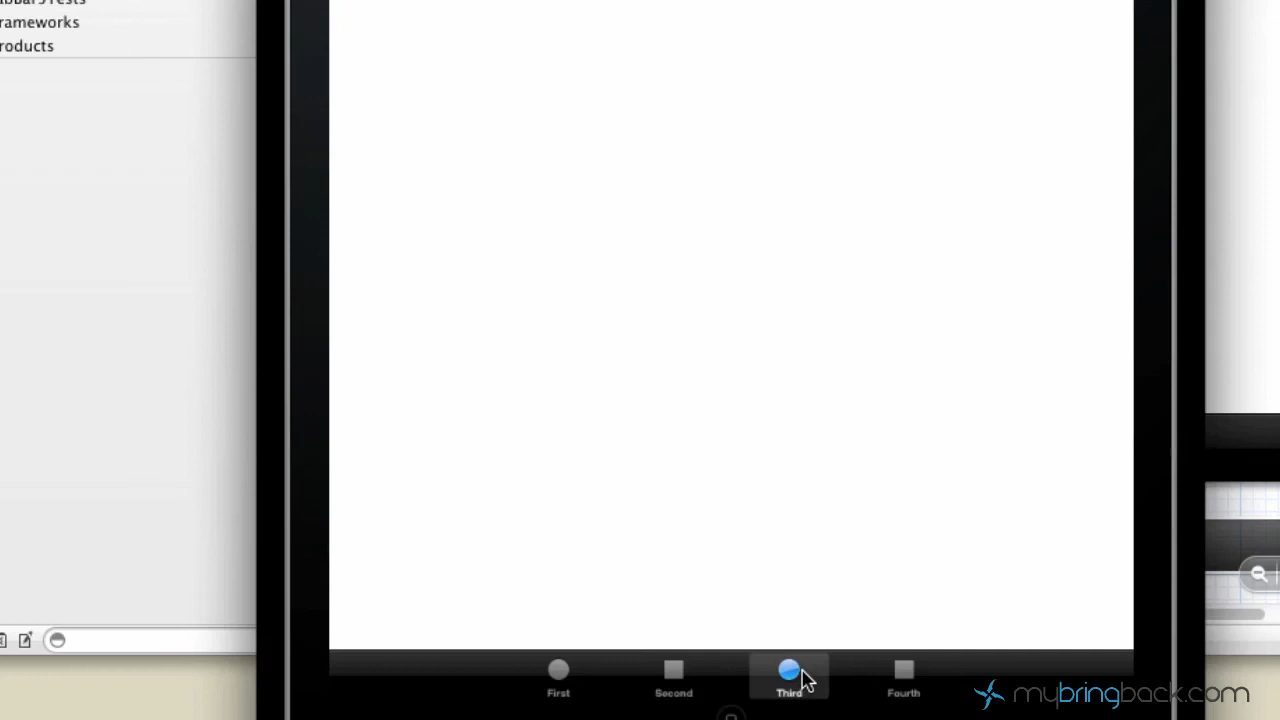 rameworks
roducts
First
Second
Third
Fourth
mybringback.com